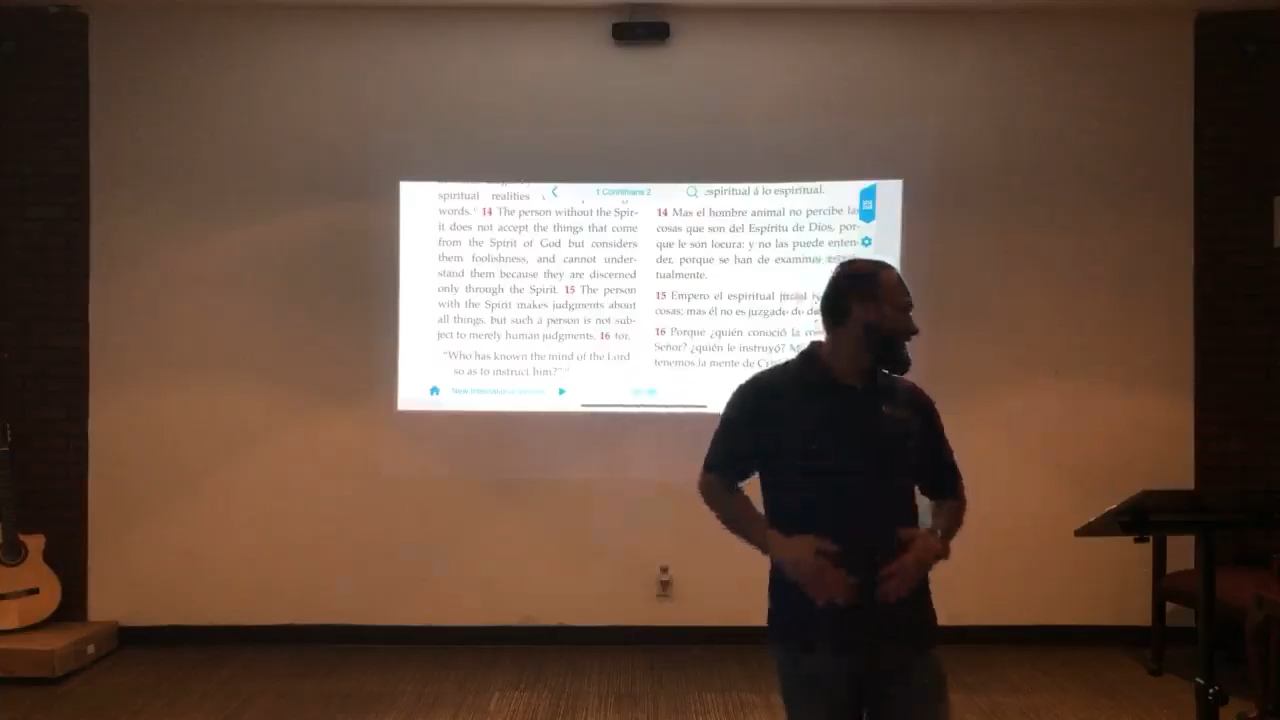 1 Corinthians 2
spiritual realities
words." 14 The person without the Spir-
it does not accept the things that come
from the Spirit of God but considers
them foolishness, and cannot under-
stand them because they are discerned
only through the Spirit. 15 The person
with the Spirit makes judgments about
all things, but such a person is not sub-
ject to merely human judgments, 16 for,
"Who has known the mind of the Lord
so as to instruct him?"
New International
espiritual á lo espiritual.
14 Mas el hombre animal no percibe las
cosas que son del Espíritu de Dios, por-
que le son locura: y no las puede enten-
der, porque se han de examinar
tualmente.
15 Empero el espiritual
cosas; mas él no es juzgado de
16 Porque ¿quién conoció la
Señor? ¿quién le instruyó?
tenemos la mente de